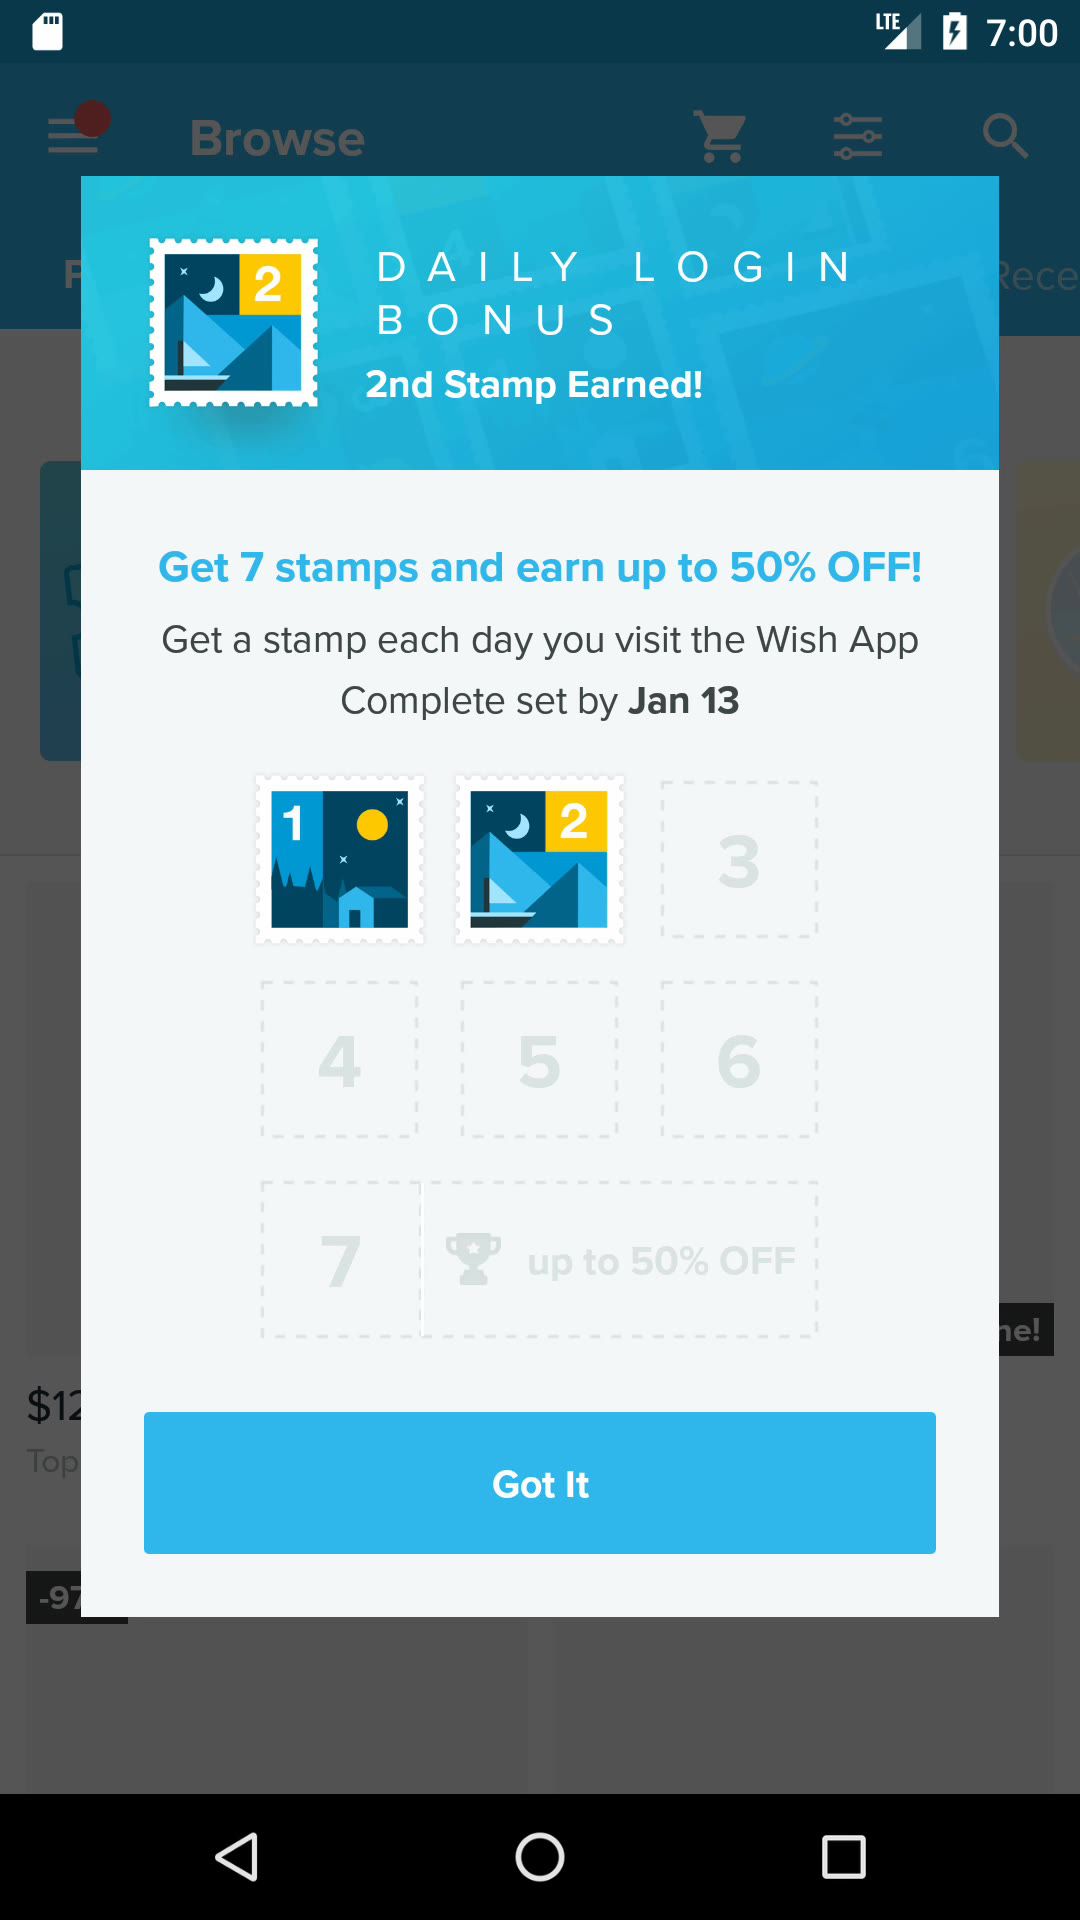 LTE 7:00
Browse
2
DAILY LOGIN
BONUS
2nd Stamp Earned!
Get 7 stamps and earn up to 50% OFF!
Get a stamp each day you visit the Wish App
Complete set by Jan 13
1 2 3
4 5 6
7 up to 50% OFF
$12
Top
Got It
-97